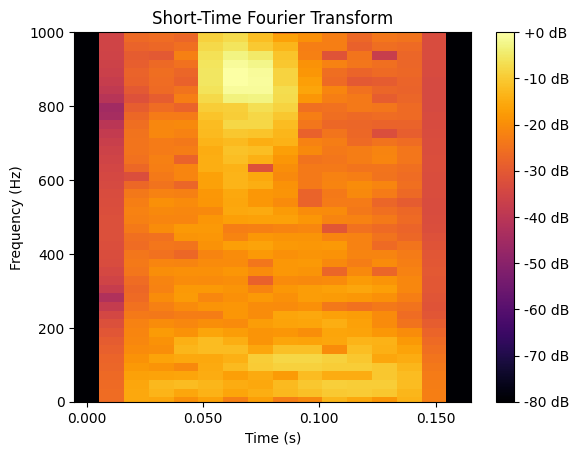 Short-Time Fourier Transform
1000
800
600
400
200
0
Frequency (Hz)
0.000
0.050
0.100
0.150
Time (s)
+0 dB
-10 dB
-20 dB
-30 dB
-40 dB
-50 dB
-60 dB
-70 dB
-80 dB